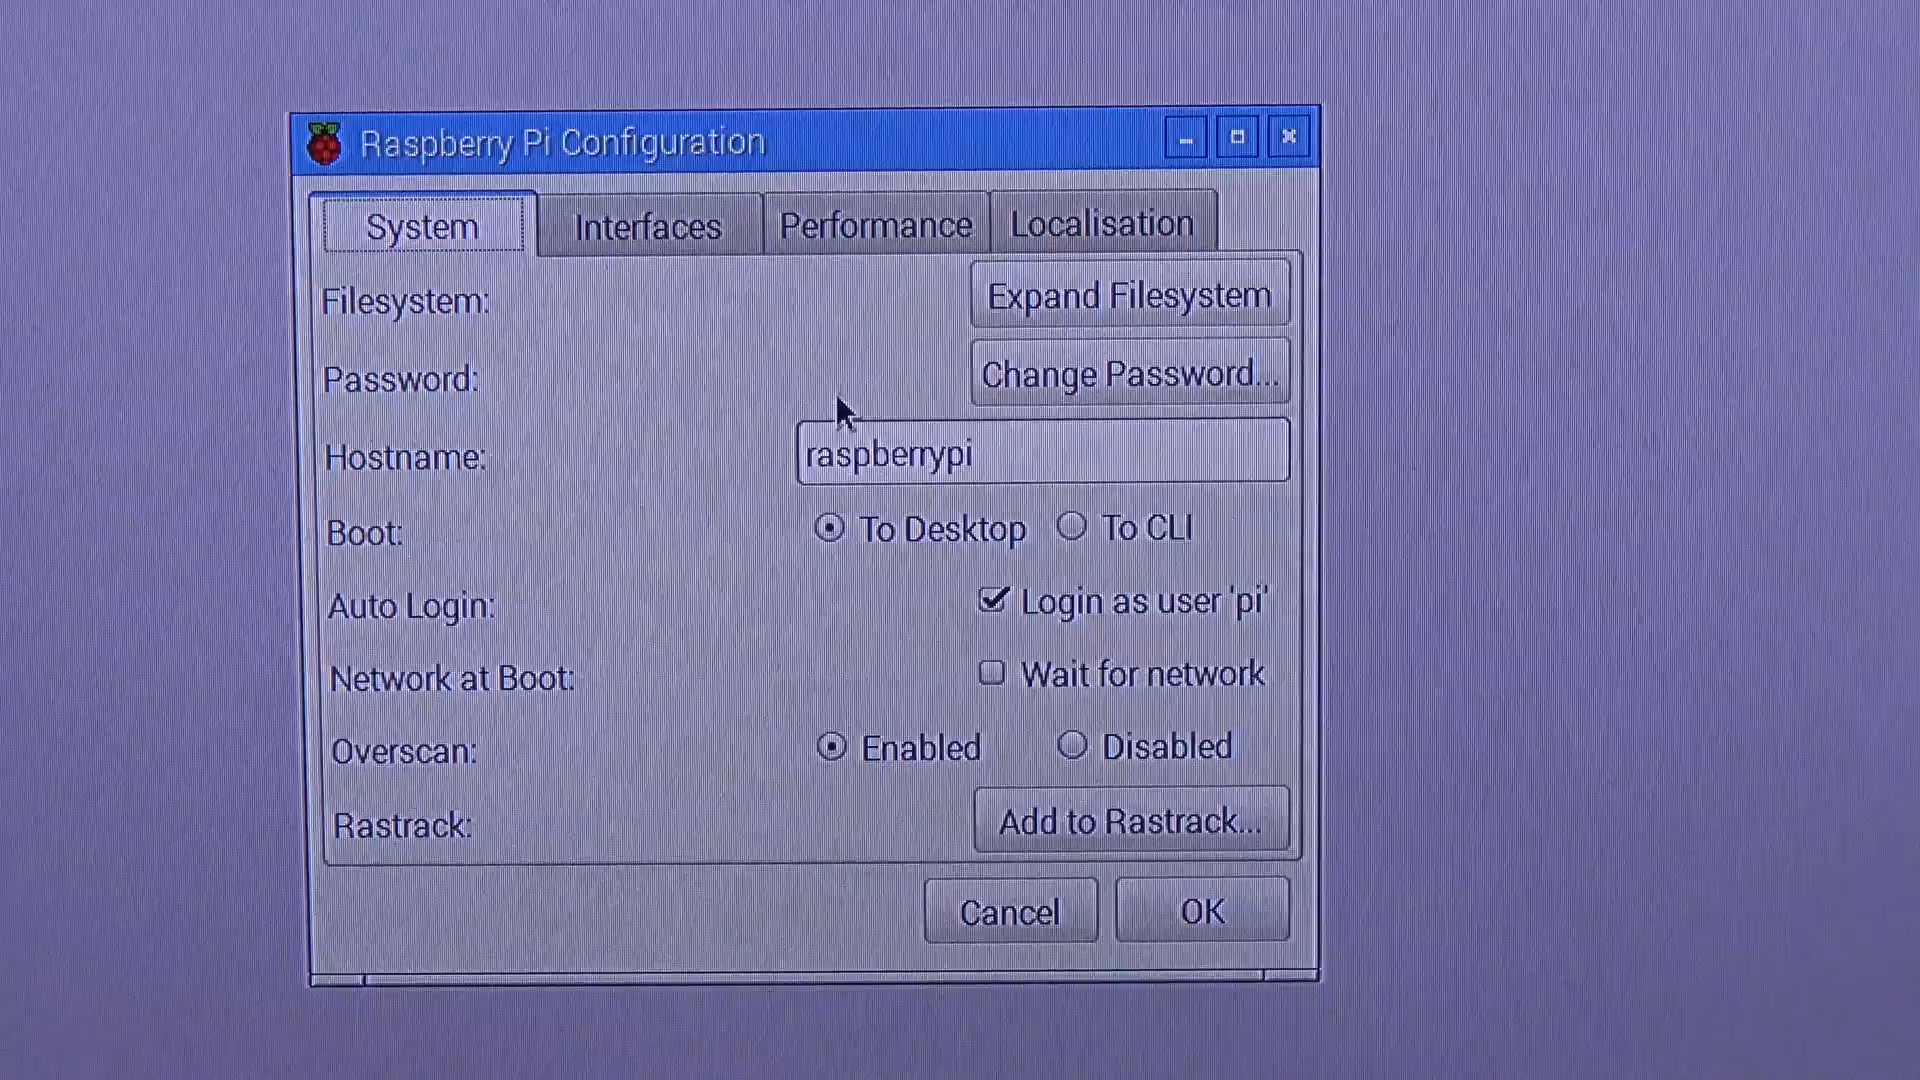 Raspberry Pi Configuration
System Interfaces Performance Localisation
Filesystem: Expand Filesystem
Password: Change Password...
Hostname: raspberrypi
Boot: To Desktop To CLI
Auto Login: Login as user 'pi'
Network at Boot: Wait for network
Overscan: Enabled Disabled
Rastrack: Add to Rastrack...
Cancel OK